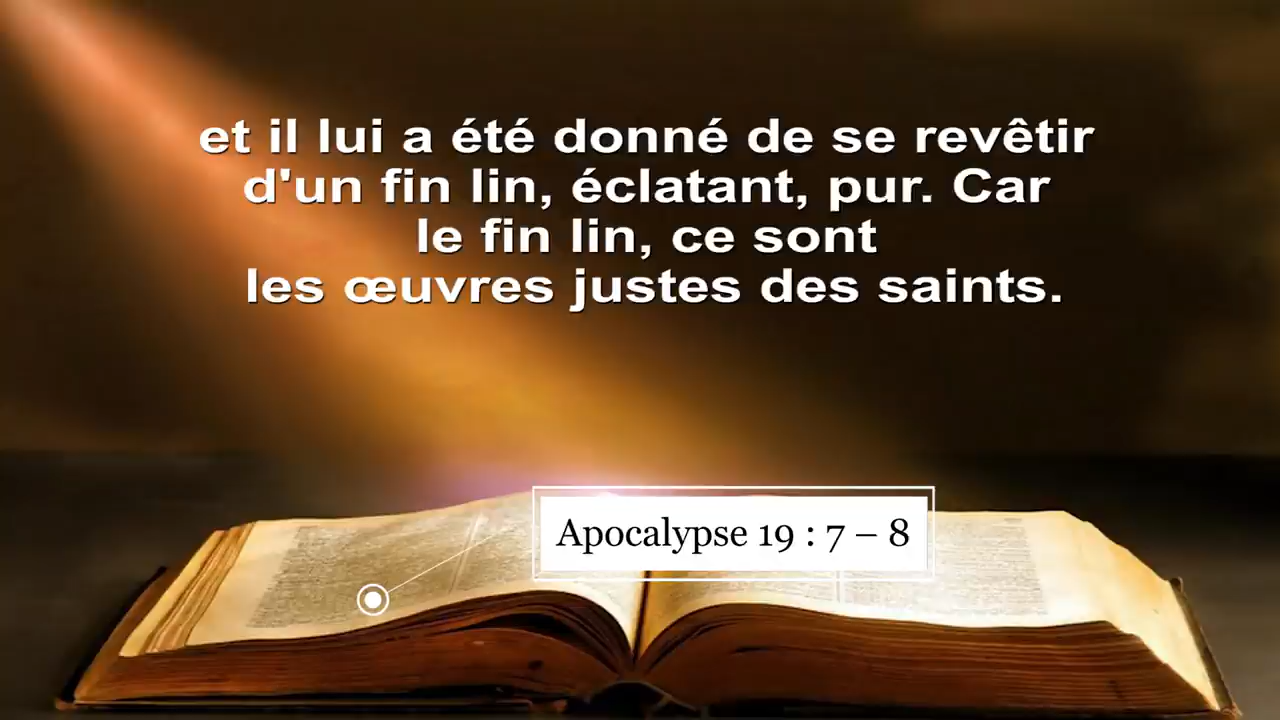 et il lui a été donné de se revêtir
d'un fin lin, éclatant, pur. Car
le fin lin, ce sont
les œuvres justes des saints.
Apocalypse 19 : 7 – 8